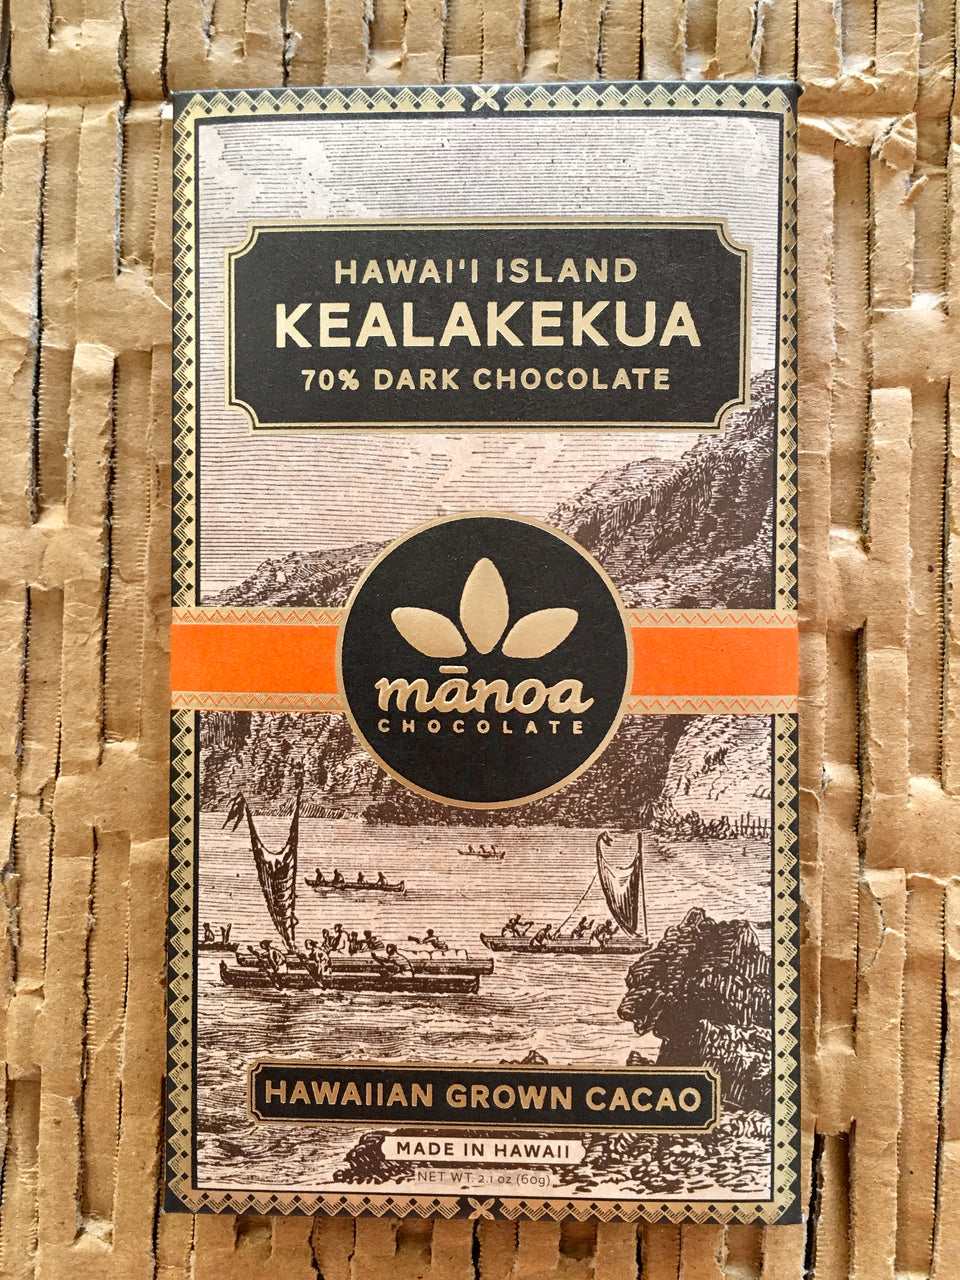 HAWAI'I ISLAND
KEALAKEKUA
70% DARK CHOCOLATE
mānoa
CHOCOLATE
HAWAIIAN GROWN CACAO
MADE IN HAWAII
NET WT. 2.1 oz (60g)